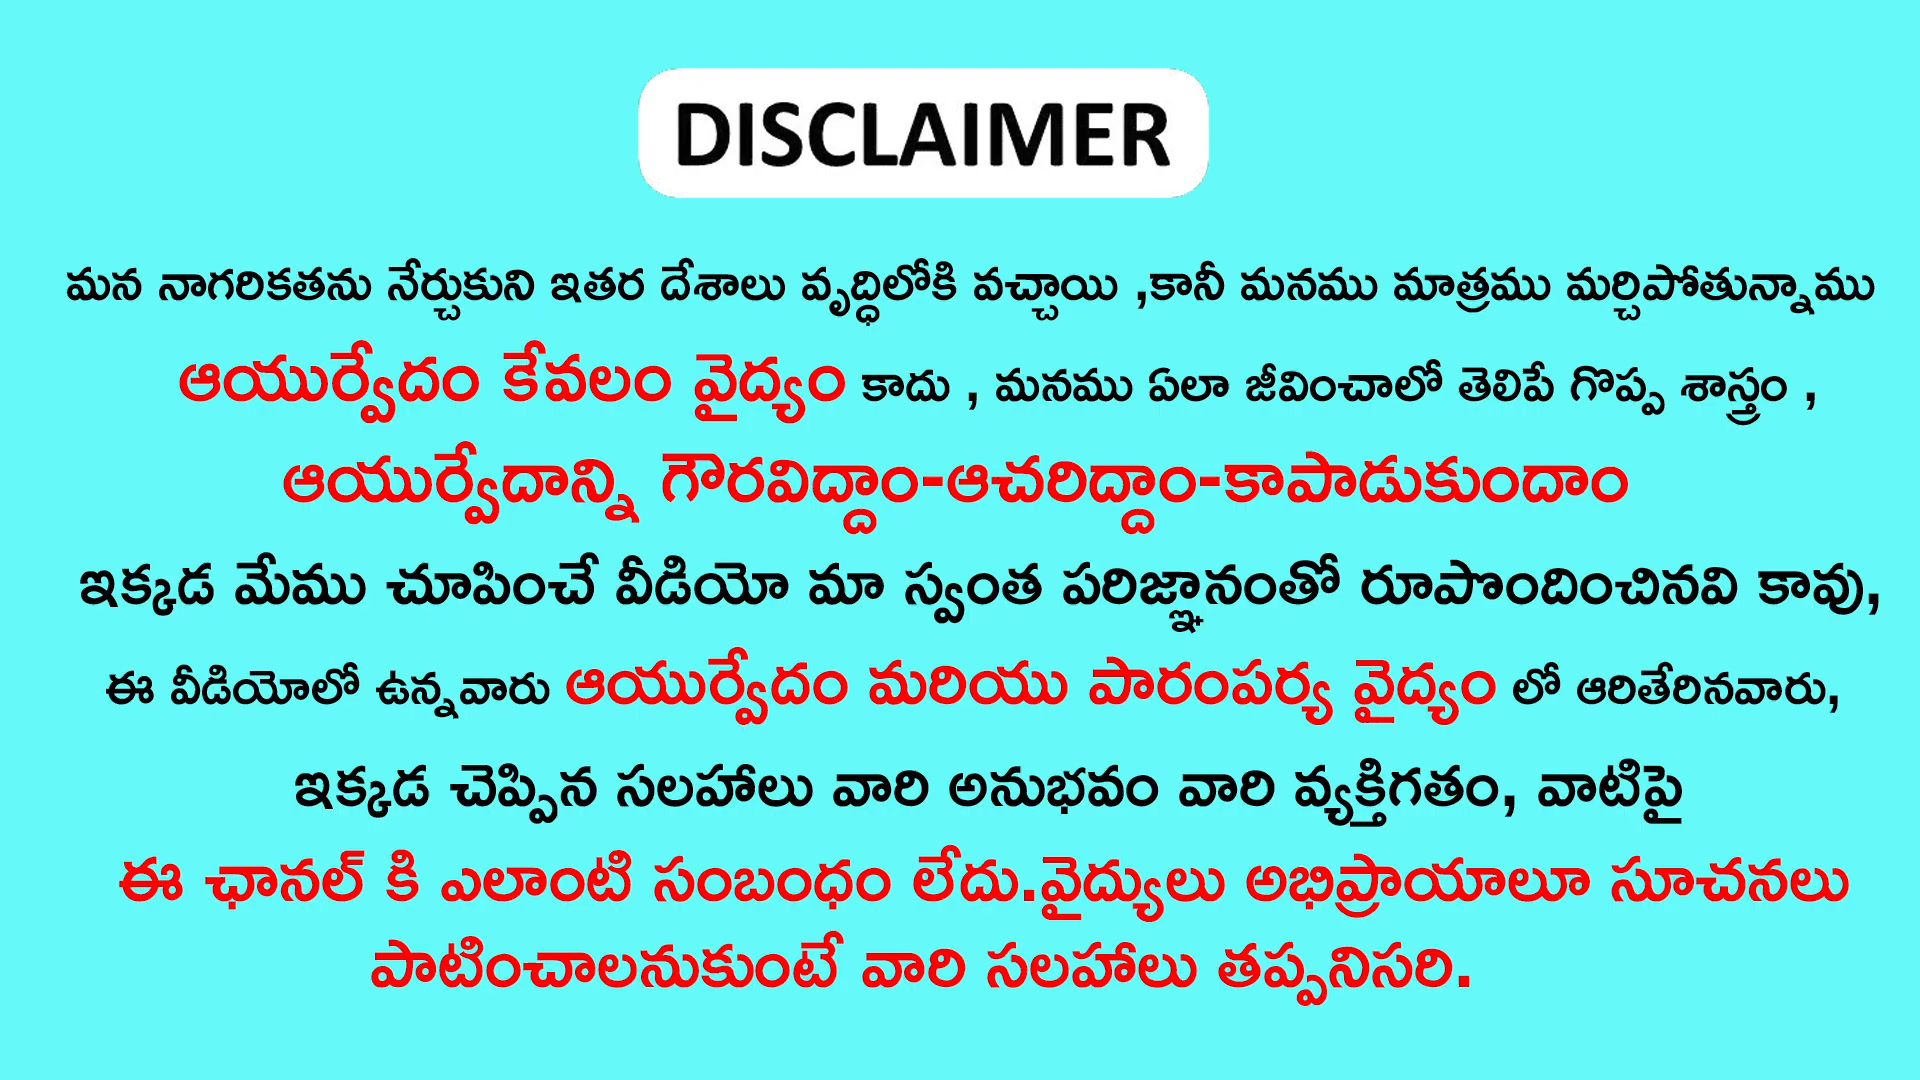 DISCLAIMER
మన నాగరికతను నేర్చుకుని ఇతర దేశాలు వృద్ధిలోకి వచ్చాయి ,కానీ మనము మాత్రము మర్చిపోతున్నాము
ఆయుర్వేదం కేవలం వైద్యం కాదు , మనము ఏలా జీవించాలో తెలిపే గొప్ప శాస్త్రం ,
ఆయుర్వేదాన్ని గౌరవిద్దాం-ఆచరిద్దాం-కాపాడుకుందాం
ఇక్కడ మేము చూపించే వీడియో మా స్వంత పరిజ్ఞానంతో రూపొందించినవి కావు,
ఈ వీడియోలో ఉన్నవారు ఆయుర్వేదం మరియు పారంపర్య వైద్యం లో ఆరితేరినవారు,
ఇక్కడ చెప్పిన సలహాలు వారి అనుభవం వారి వ్యక్తిగతం, వాటిపై
ఈ ఛానల్ కి ఎలాంటి సంబంధం లేదు.వైద్యులు అభిప్రాయాలూ సూచనలు
పాటించాలనుకుంటే వారి సలహాలు తప్పనిసరి.